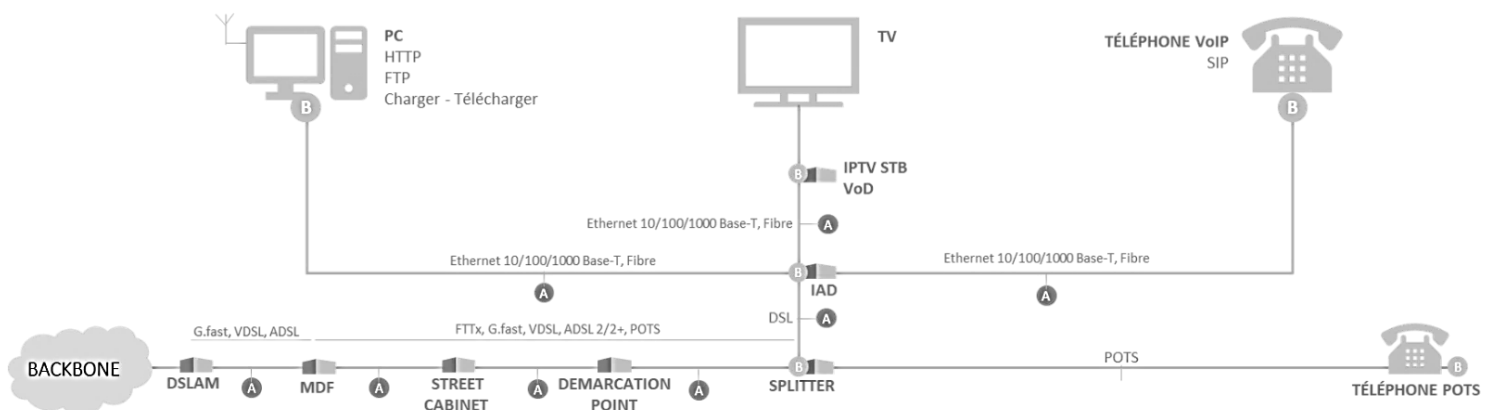 PC
HTTP
FTP
Charger - Télécharger
B
TV
TÉLÉPHONE VoIP
SIP
B
B
IPTV STB
VoD
Ethernet 10/100/1000 Base-T, Fibre
A
Ethernet 10/100/1000 Base-T, Fibre
A
B
IAD
Ethernet 10/100/1000 Base-T, Fibre
A
DSL
A
G.fast, VDSL, ADSL
FTTx, G.fast, VDSL, ADSL 2/2+, POTS
BACKBONE
DSLAM
A
MDF
A
STREET
CABINET
A
DEMARCATION
POINT
A
B
SPLITTER
POTS
B
TÉLÉPHONE POTS